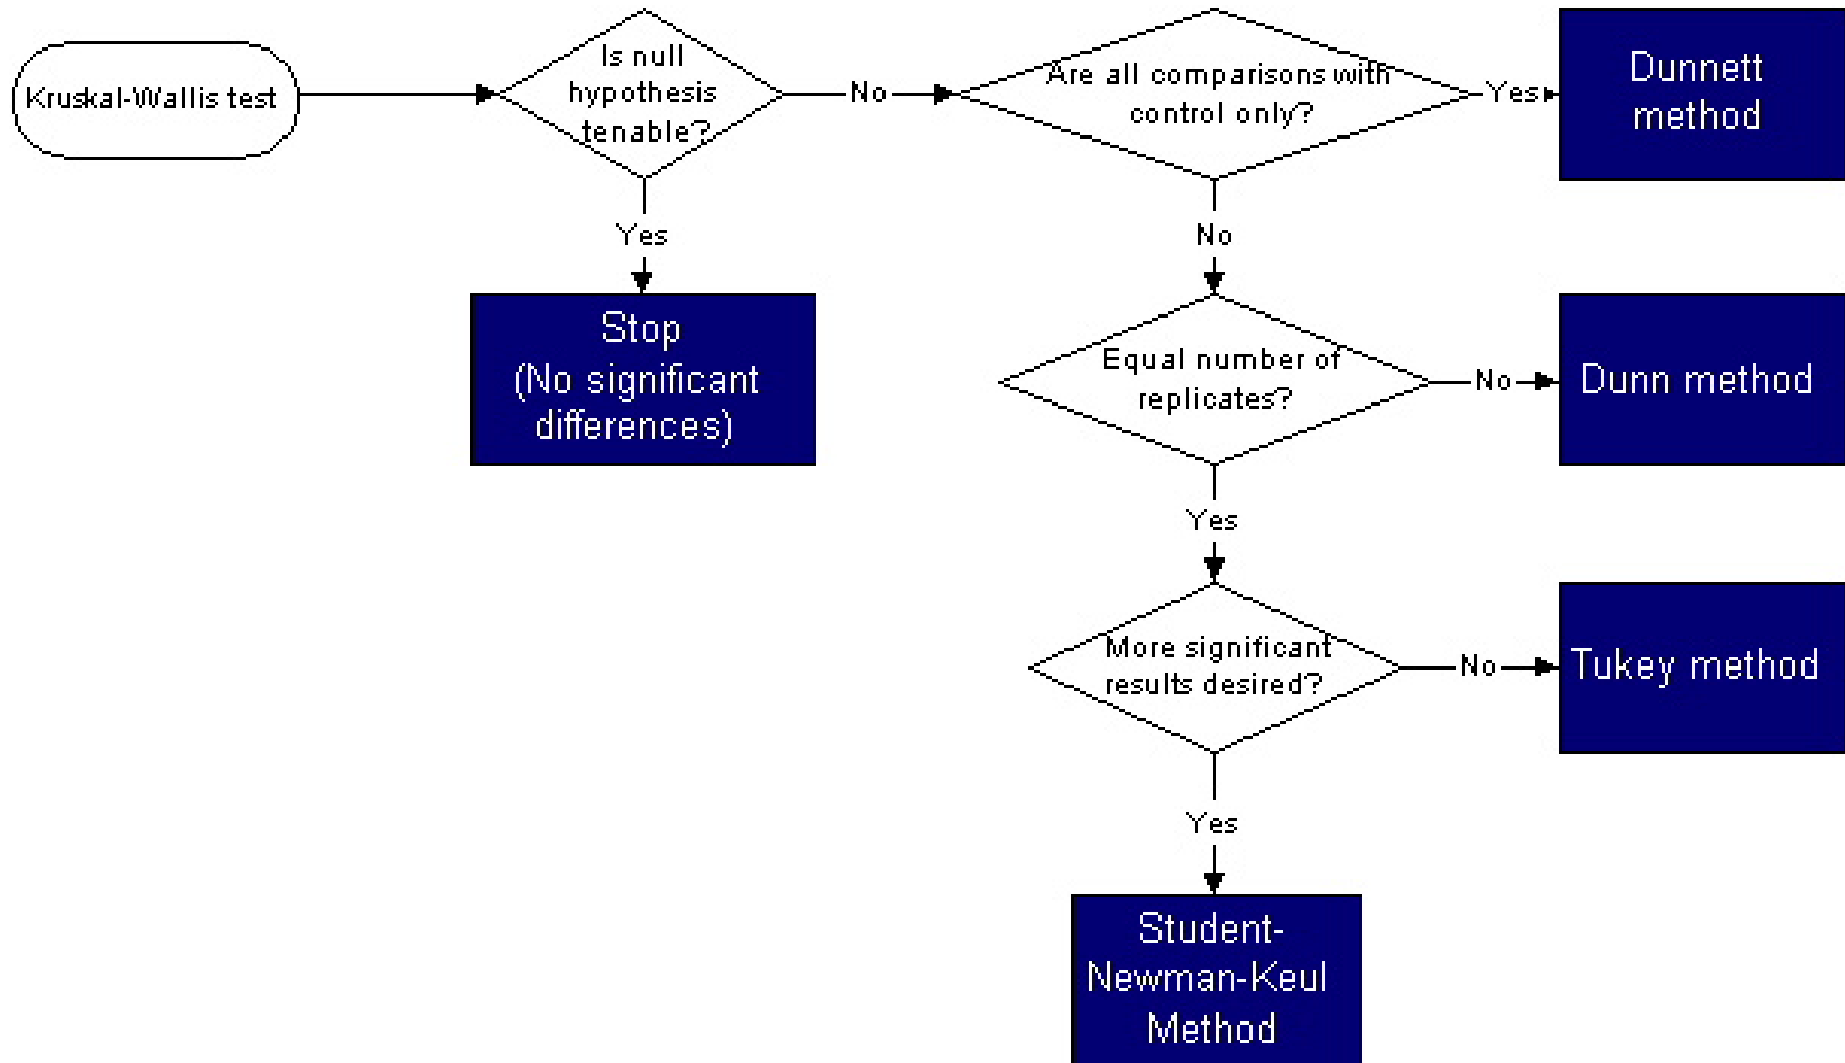 Kruskal-Wallis test
Is null
hypothesis
tenable?
No
Are all comparisons with
control only?
Yes
Dunnett
method
Yes
No
Stop
(No significant
differences)
Equal number of
replicates?
No
Dunn method
Yes
More significant
results desired?
No
Tukey method
Yes
Student-
Newman-Keul
Method